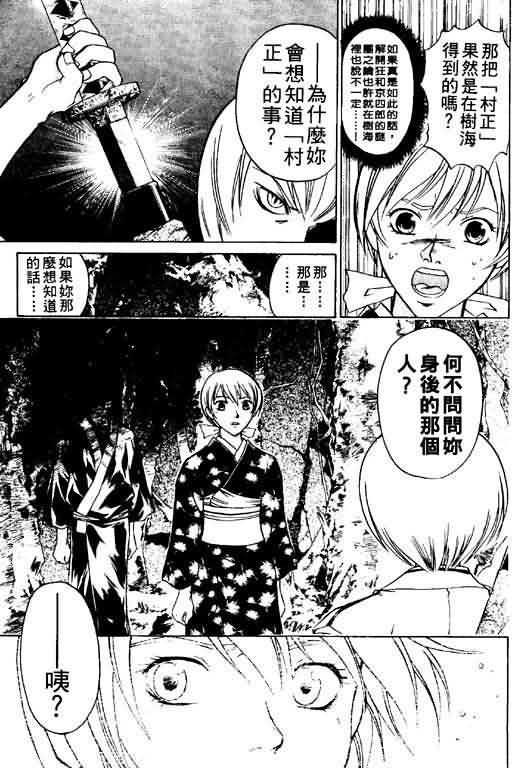 那把「村正」
果然是在樹海
得到的嗎?
如果真是如此的話，
解開狂和京四郎的謎
團之鑰也許就在樹海
裡也說不一定……
——為什麼妳
會想知道「村
正」的事?
那…
那是…
……
如果妳那
麼想知道
的話……
何不問問妳
身後的那個
人?
——咦?